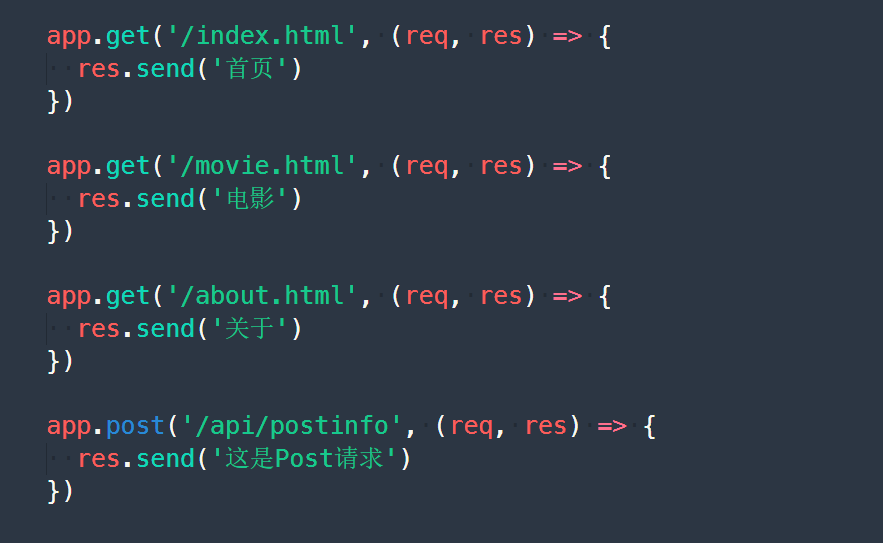 app.get('/index.html', (req, res) => {
  res.send('首页')
})
app.get('/movie.html', (req, res) => {
  res.send('电影')
})
app.get('/about.html', (req, res) => {
  res.send('关于')
})
app.post('/api/postinfo', (req, res) => {
  res.send('这是Post请求')
})